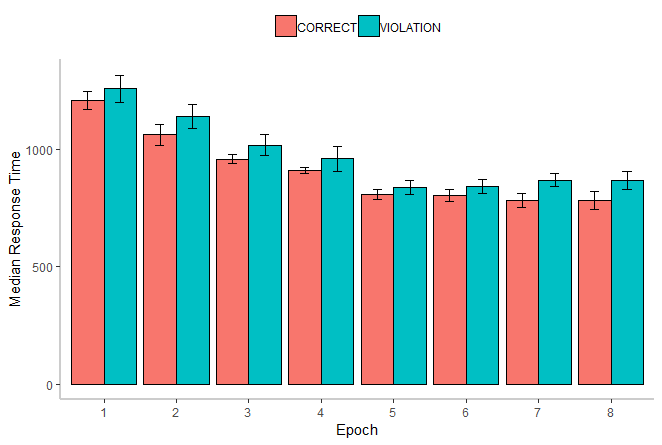 CORRECT VIOLATION
Median Response Time
1000
500
0
1 2 3 4 5 6 7 8
Epoch